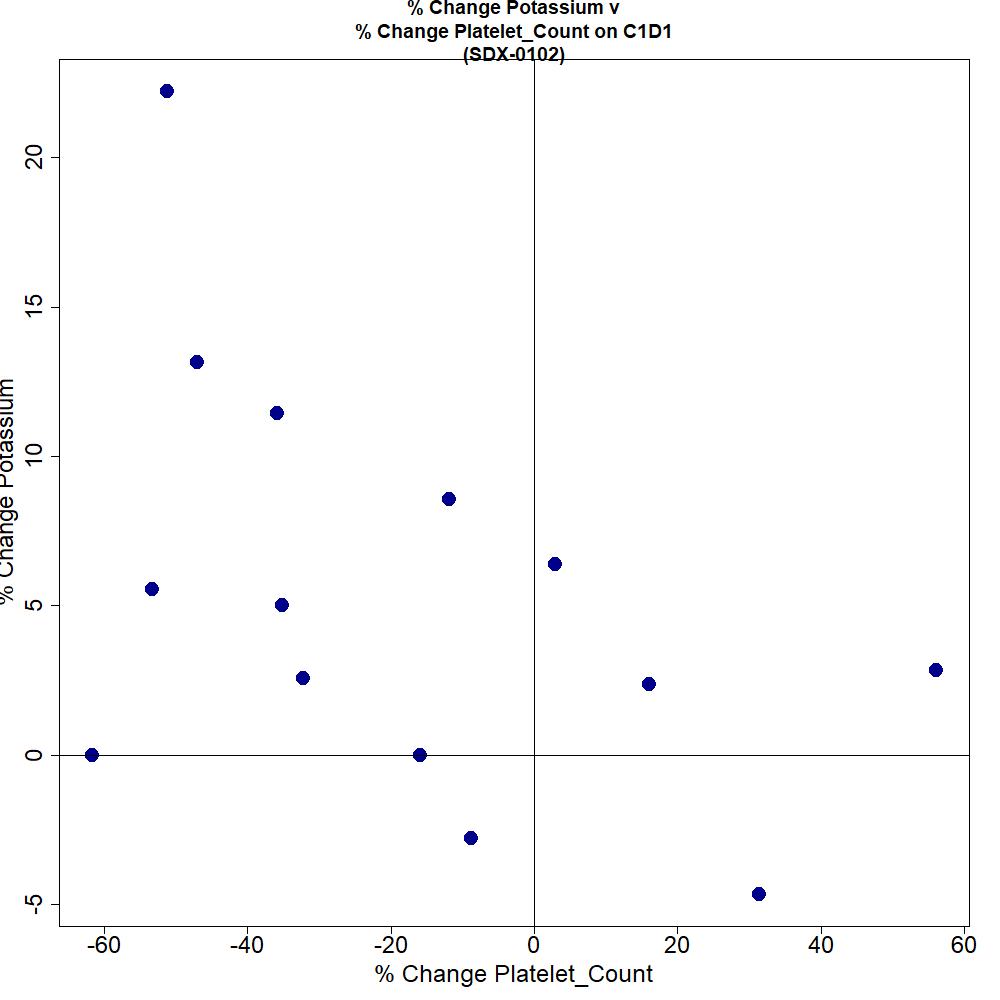 % Change Potassium v
% Change Platelet_Count on C1D1
(SDX-0102)
% Change Potassium
20
15
10
5
0
-5
-60 -40 -20 0 20 40 60
% Change Platelet_Count